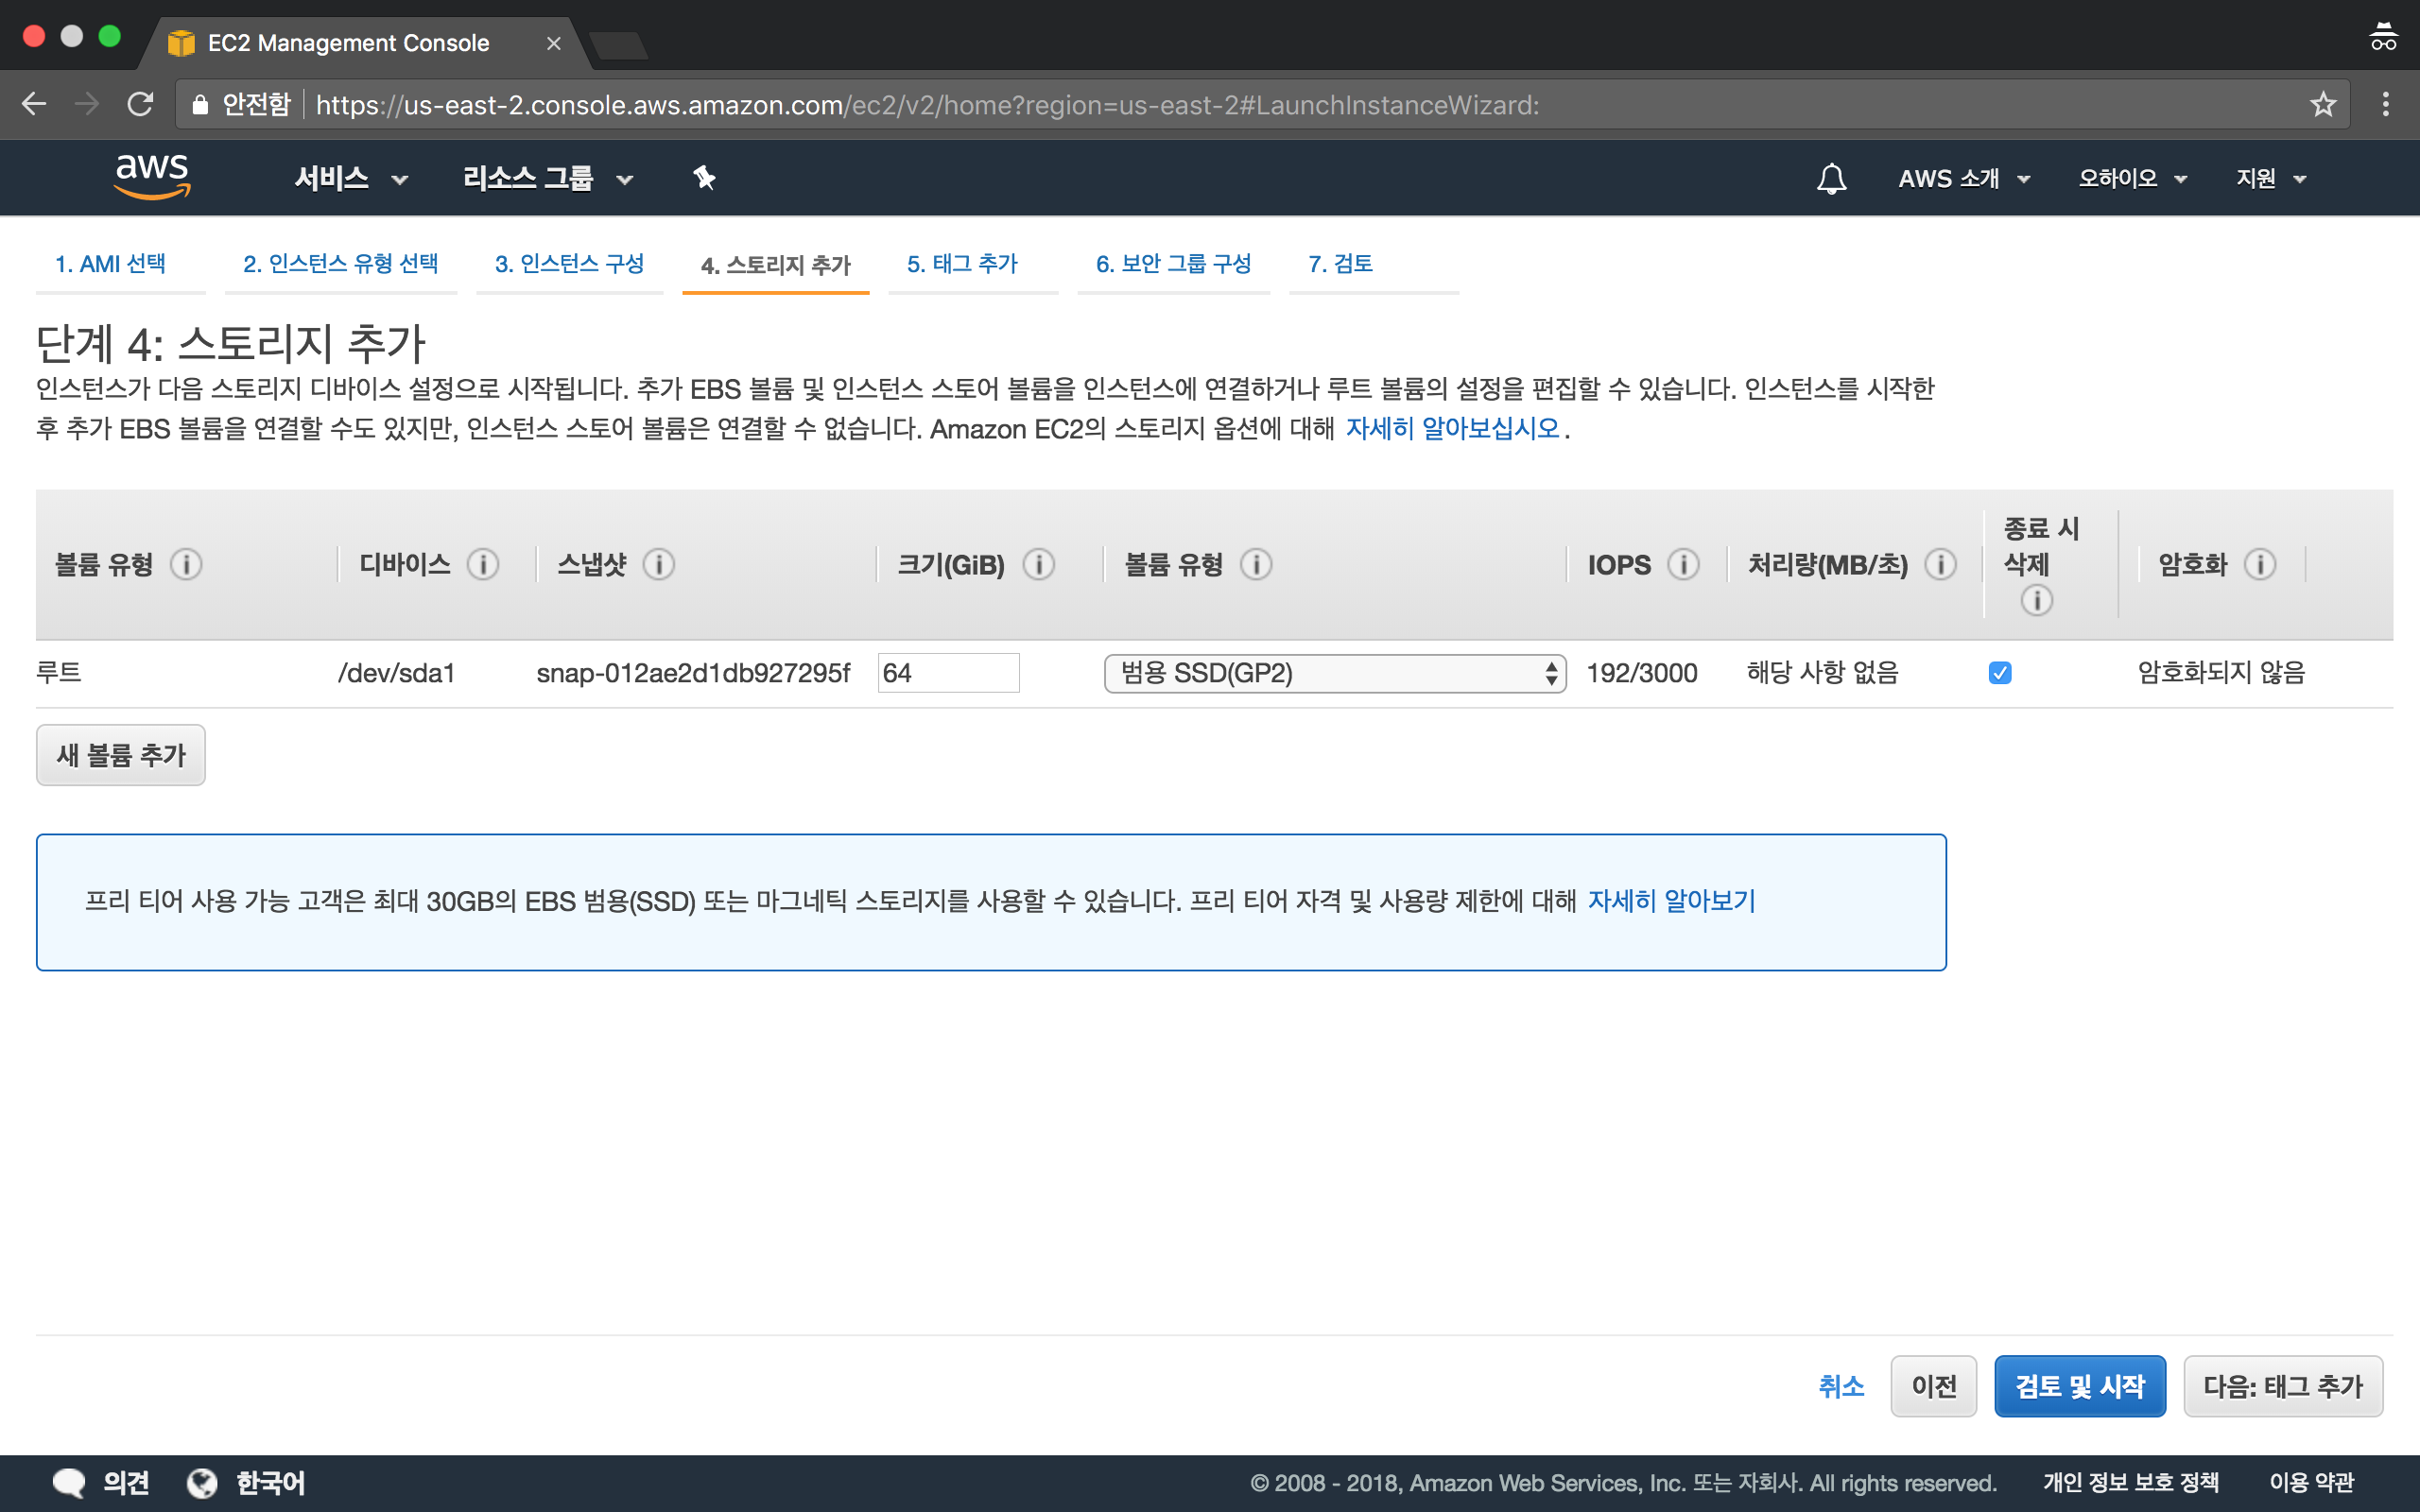 EC2 Management Console
안전함 https://us-east-2.console.aws.amazon.com/ec2/v2/home?region=us-east-2#LaunchInstanceWizard:
aws 서비스 리소스 그룹 AWS 소개 오하이오 지원
1. AMI 선택 2. 인스턴스 유형 선택 3. 인스턴스 구성 4. 스토리지 추가 5. 태그 추가 6. 보안 그룹 구성 7. 검토
단계 4: 스토리지 추가
인스턴스가 다음 스토리지 디바이스 설정으로 시작됩니다. 추가 EBS 볼륨 및 인스턴스 스토어 볼륨을 인스턴스에 연결하거나 루트 볼륨의 설정을 편집할 수 있습니다. 인스턴스를 시작한
후 추가 EBS 볼륨을 연결할 수도 있지만, 인스턴스 스토어 볼륨은 연결할 수 없습니다. Amazon EC2의 스토리지 옵션에 대해 자세히 알아보십시오.
볼륨 유형 디바이스 스냅샷 크기(GiB) 볼륨 유형 IOPS 처리량(MB/초) 종료 시 삭제 암호화
루트 /dev/sda1 snap-012ae2d1db927295f 64 범용 SSD(GP2) 192/3000 해당 사항 없음 암호화되지 않음
새 볼륨 추가
프리 티어 사용 가능 고객은 최대 30GB의 EBS 범용(SSD) 또는 마그네틱 스토리지를 사용할 수 있습니다. 프리 티어 자격 및 사용량 제한에 대해 자세히 알아보기
취소 이전 검토 및 시작 다음: 태그 추가
의견 한국어 © 2008 - 2018, Amazon Web Services, Inc. 또는 자회사. All rights reserved. 개인 정보 보호 정책 이용 약관